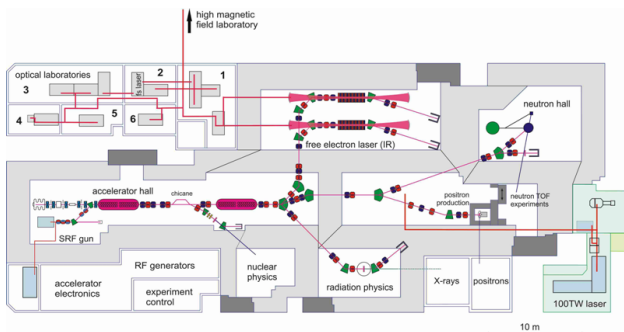 high magnetic
field laboratory
optical laboratories
fs laser
1
2
3
4
5
6
neutron hall
free electron laser (IR)
accelerator hall
chicane
positron
production
neutron TOF
experiments
SRF gun
RF generators
accelerator
electronics
experiment
control
nuclear
physics
radiation physics
X-rays
positrons
100TW laser
10 m